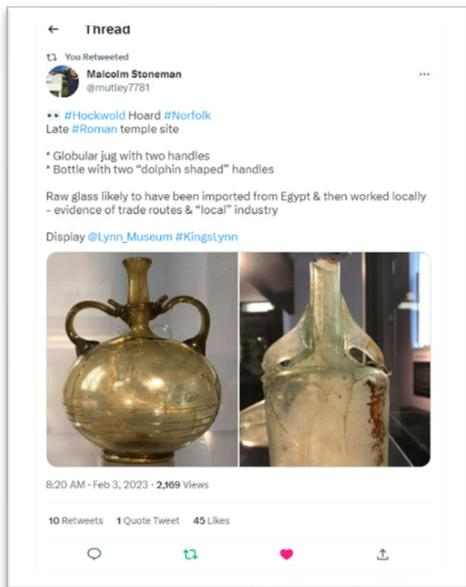 Thread
You Retweeted
Malcolm Stoneman
@mutley7781
👀 #Hockwold Hoard #Norfolk
Late #Roman temple site
* Globular jug with two handles
* Bottle with two “dolphin shaped” handles
Raw glass likely to have been imported from Egypt & then worked locally
– evidence of trade routes & “local” industry
Display @Lynn_Museum #KingsLynn
8:20 AM · Feb 3, 2023 · 2,169 Views
10 Retweets 1 Quote Tweet 45 Likes